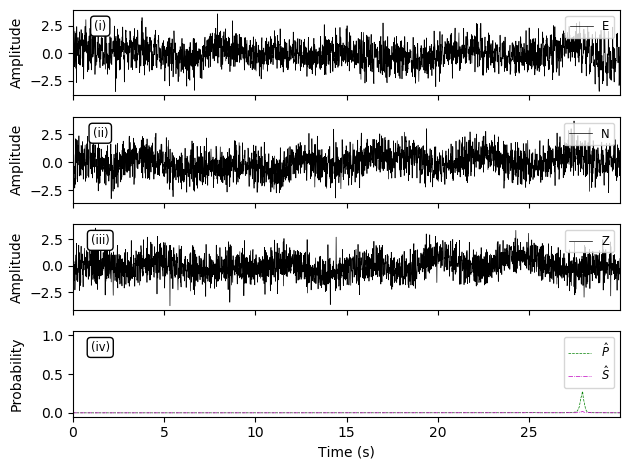 (i)
E
Amplitude
2.5
0.0
−2.5
(ii)
N
Amplitude
2.5
0.0
−2.5
(iii)
Z
Amplitude
2.5
0.0
−2.5
(iv)
P̂
Ŝ
Probability
1.0
0.5
0.0
0 5 10 15 20 25
Time (s)